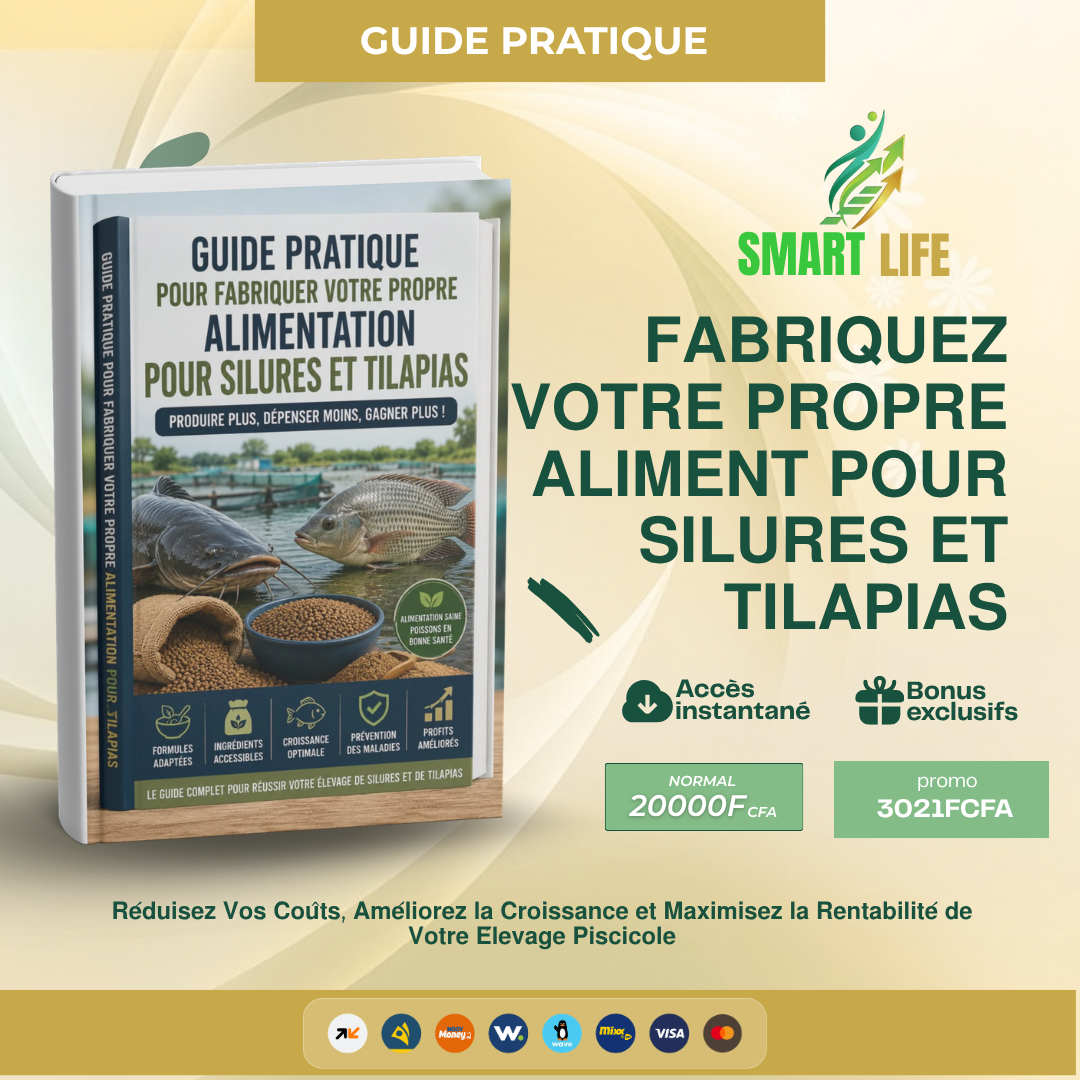 GUIDE PRATIQUE
SMART LIFE
GUIDE PRATIQUE
POUR FABRIQUER VOTRE PROPRE
ALIMENTATION
POUR SILURES ET TILAPIAS
PRODUIRE PLUS, DÉPENSER MOINS, GAGNER PLUS !
GUIDE PRATIQUE POUR FABRIQUER VOTRE PROPRE ALIMENTATION POUR TILAPIAS
ALIMENTATION SAINE
POISSONS EN
BONNE SANTÉ
FORMULES
ADAPTÉES
INGRÉDIENTS
ACCESSIBLES
CROISSANCE
OPTIMALE
PRÉVENTION
DES MALADIES
PROFITS
AMÉLIORÉS
LE GUIDE COMPLET POUR RÉUSSIR VOTRE ÉLEVAGE DE SILURES ET DE TILAPIAS
FABRIQUEZ
VOTRE PROPRE
ALIMENT POUR
SILURES ET
TILAPIAS
Accès
instantané
Bonus
exclusifs
NORMAL
20000F CFA
promo
3021FCFA
Réduisez Vos Coûts, Améliorez la Croissance et Maximisez la Rentabilité de
Votre Elevage Piscicole
Money
W.
wave
mixx
VISA